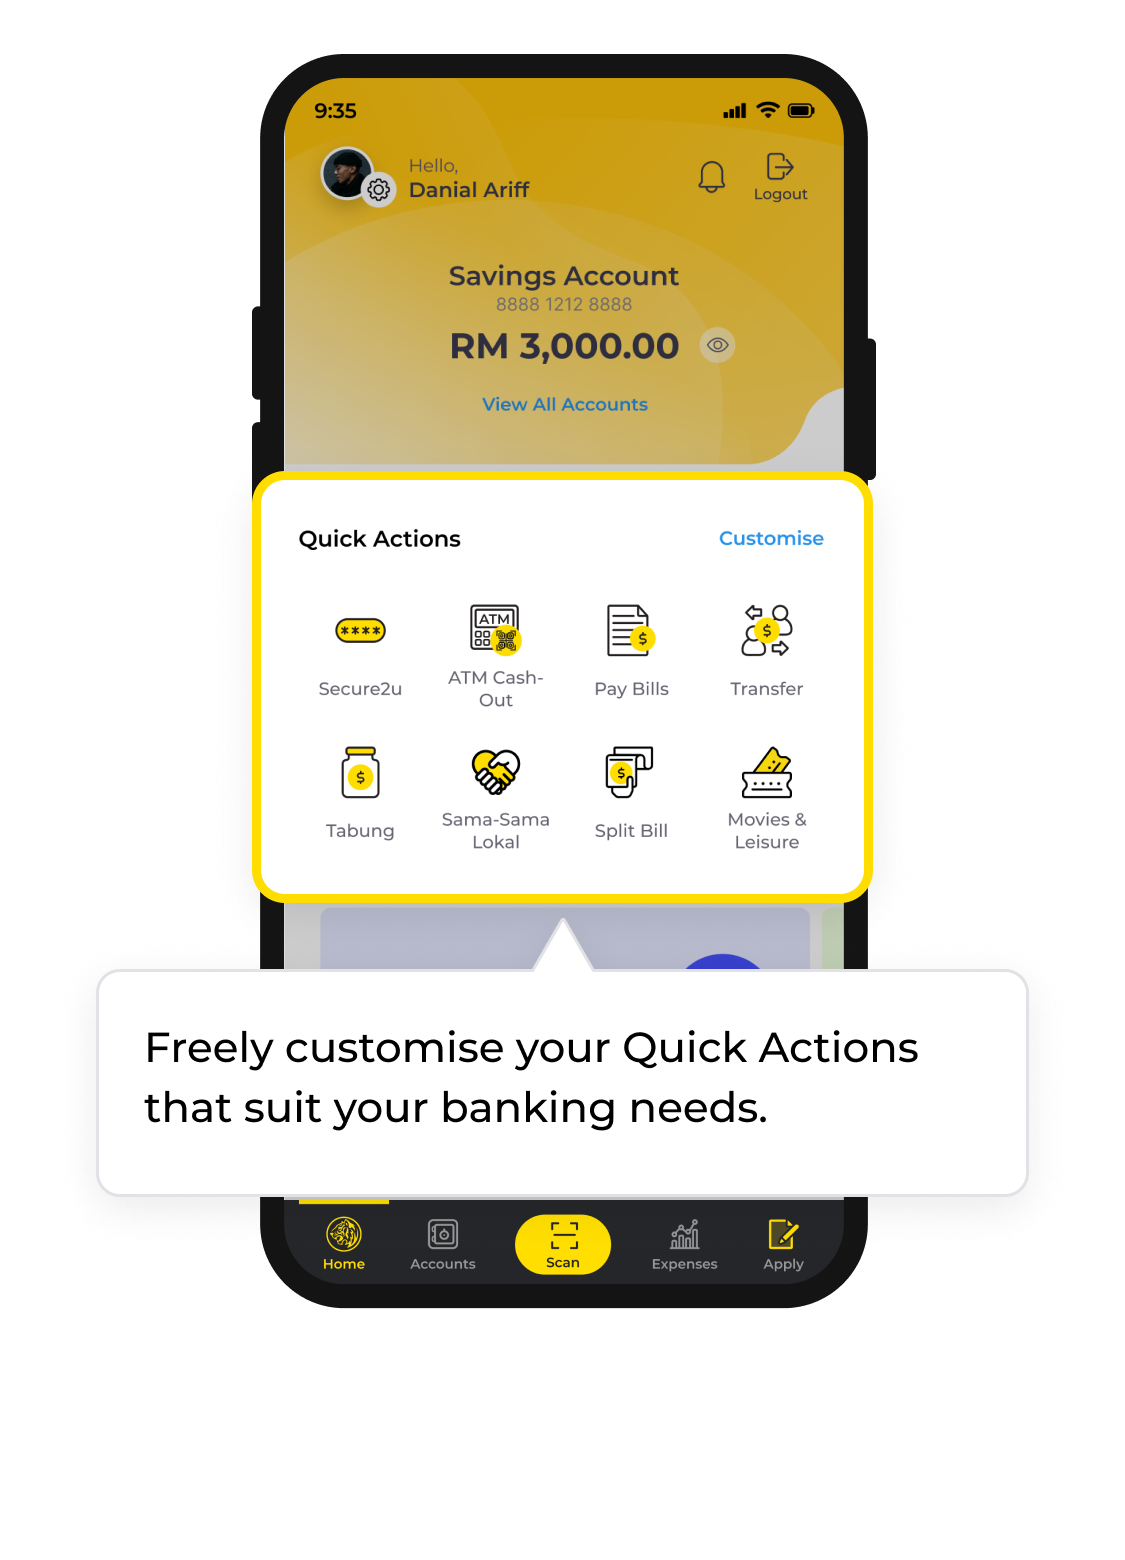 9:35
Hello,
Danial Ariff
Logout
Savings Account
8888 1212 8888
RM 3,000.00
View All Accounts
Quick Actions
Customise
****
ATM
$
$
Secure2u
ATM Cash-
Out
Pay Bills
Transfer
$
$
Tabung
Sama-Sama
Lokal
Split Bill
Movies &
Leisure
Freely customise your Quick Actions
that suit your banking needs.
Home
Accounts
Scan
Expenses
Apply